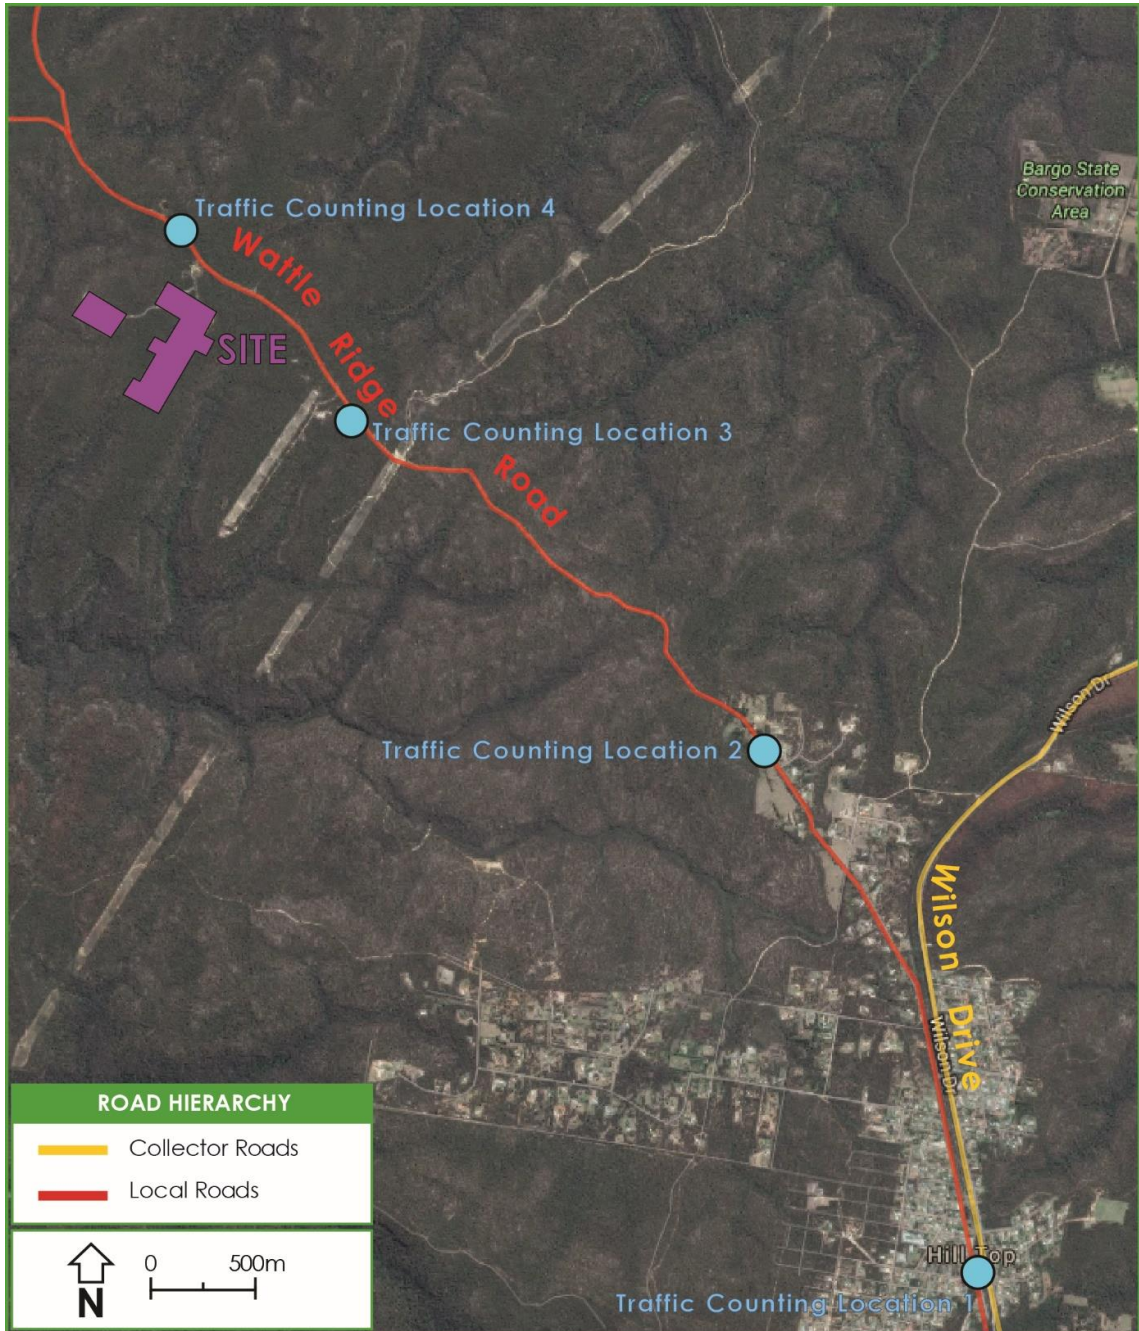 Bargo State
Conservation
Area
Traffic Counting Location 4
Wattle
Ridge
Road
SITE
Traffic Counting Location 3
Wilson Dr
Traffic Counting Location 2
Wilson
Drive
Wilson Dr
ROAD HIERARCHY
Collector Roads
Local Roads
0 500m
N
Hill Top
Traffic Counting Location 1